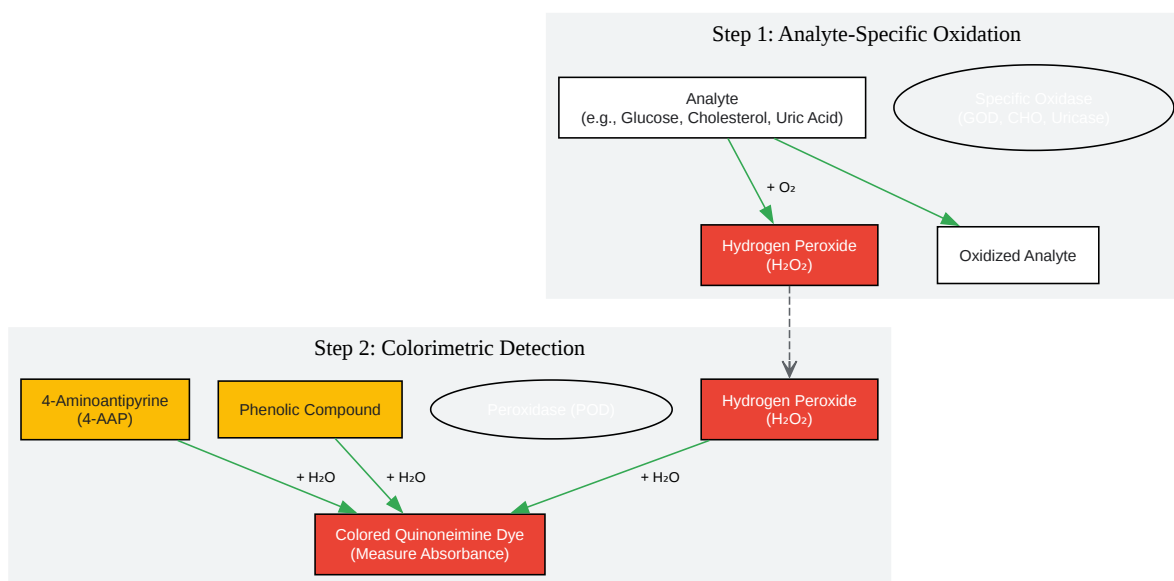 Step 1: Analyte-Specific Oxidation
Analyte
(e.g., Glucose, Cholesterol, Uric Acid)
Specific Oxidase
(GOD, CHO, Uricase)
+ O₂
Hydrogen Peroxide
(H₂O₂)
Oxidized Analyte
Step 2: Colorimetric Detection
4-Aminoantipyrine
(4-AAP)
Phenolic Compound
Peroxidase (POD)
Hydrogen Peroxide
(H₂O₂)
+ H₂O
+ H₂O
+ H₂O
Colored Quinoneimine Dye
(Measure Absorbance)